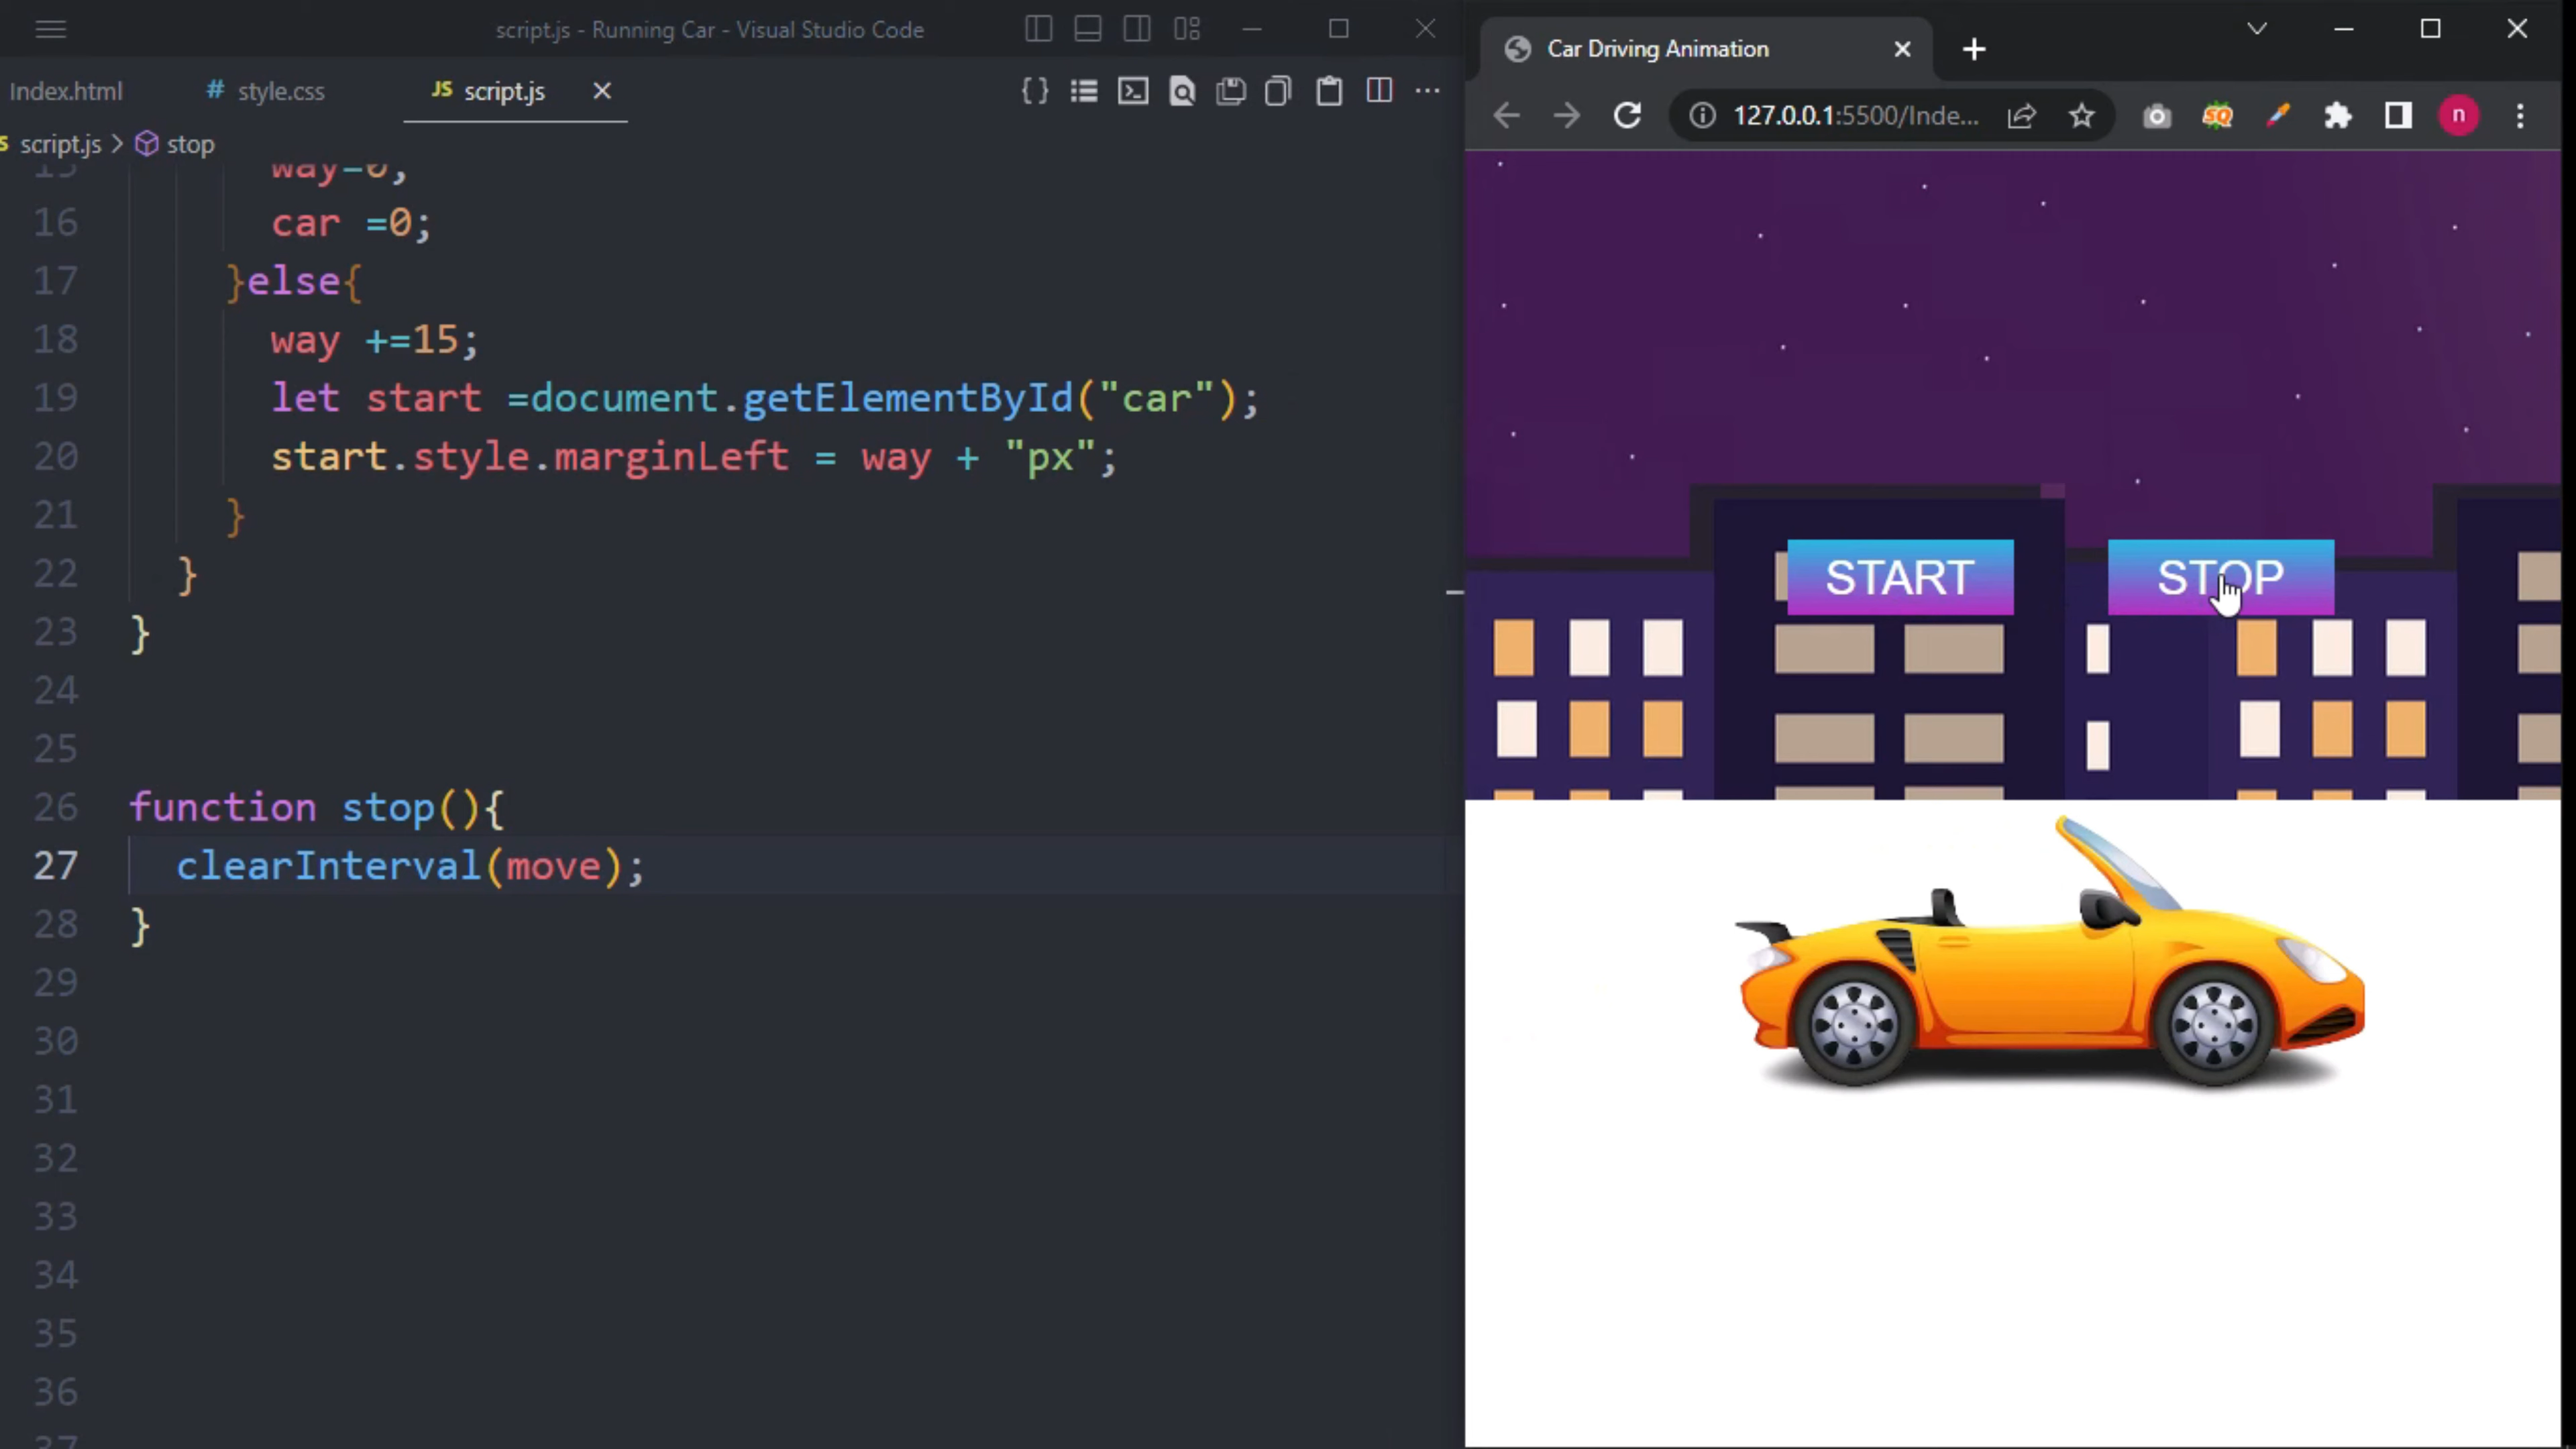 script.js - Running Car - Visual Studio Code
Index.html
# style.css
JS script.js
script.js > stop
16 car =0;
17 }else{
18 way +=15;
19 let start =document.getElementById("car");
20 start.style.marginLeft = way + "px";
21 }
22 }
23 }
24
25
26 function stop(){
27 clearInterval(move);
28 }
29
30
31
32
33
34
35
36
37
Car Driving Animation
127.0.0.1:5500/Inde...
SQ
n
START
STOP